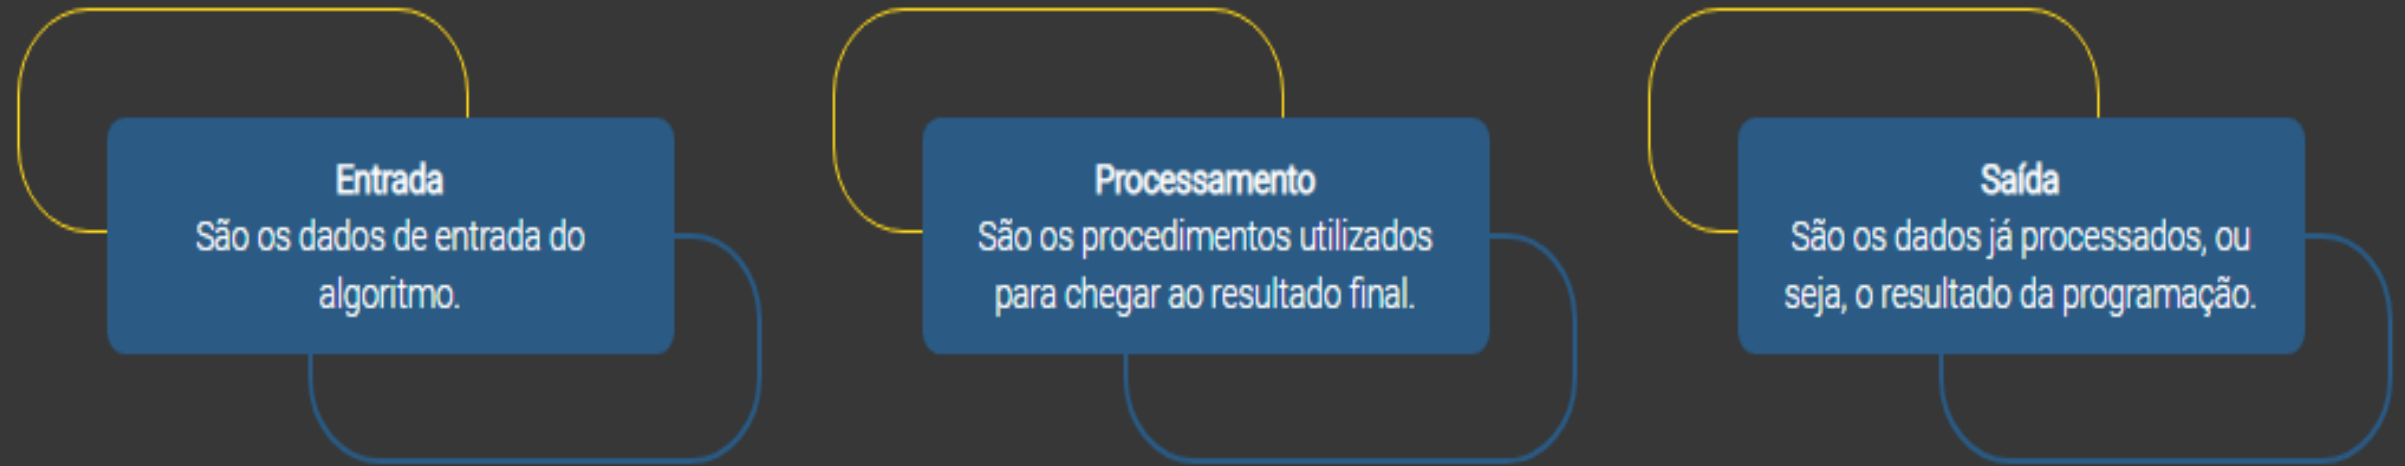 Entrada
São os dados de entrada do
algoritmo.
Processamento
São os procedimentos utilizados
para chegar ao resultado final.
Saída
São os dados já processados, ou
seja, o resultado da programação.